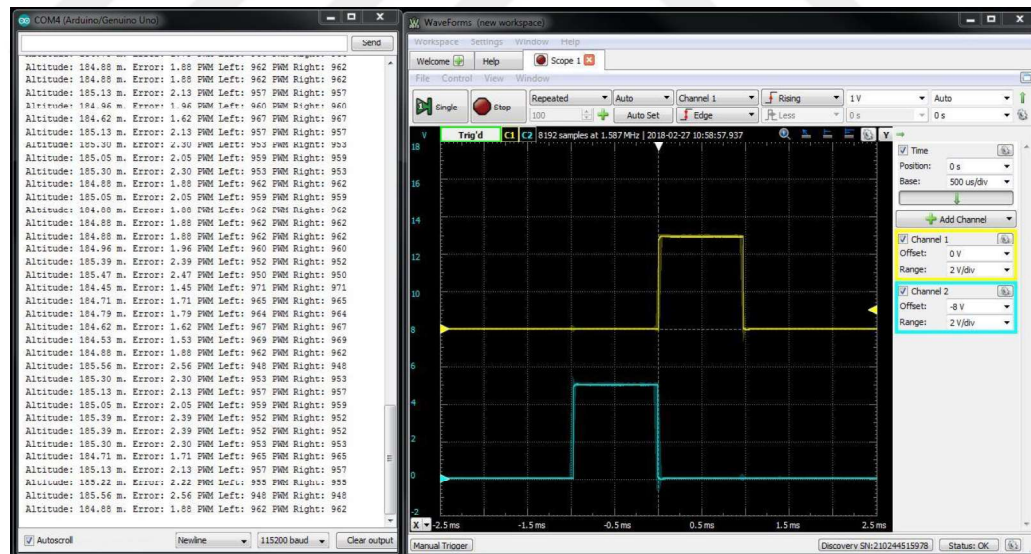 COM4 (Arduino/Genuino Uno)
Send
Altitude: 184.88 m. Error: 1.88 PWM Left: 962 PWM Right: 962
Altitude: 184.88 m. Error: 1.88 PWM Left: 962 PWM Right: 962
Altitude: 185.13 m. Error: 2.13 PWM Left: 957 PWM Right: 957
Altitude: 184.96 m. Error: 1.96 PWM Left: 960 PWM Right: 960
Altitude: 184.62 m. Error: 1.62 PWM Left: 967 PWM Right: 967
Altitude: 185.13 m. Error: 2.13 PWM Left: 957 PWM Right: 957
Altitude: 185.30 m. Error: 2.30 PWM Left: 953 PWM Right: 953
Altitude: 185.05 m. Error: 2.05 PWM Left: 959 PWM Right: 959
Altitude: 185.30 m. Error: 2.30 PWM Left: 953 PWM Right: 953
Altitude: 184.88 m. Error: 1.88 PWM Left: 962 PWM Right: 962
Altitude: 185.05 m. Error: 2.05 PWM Left: 959 PWM Right: 959
Altitude: 184.88 m. Error: 1.88 PWM Left: 962 PWM Right: 962
Altitude: 184.88 m. Error: 1.88 PWM Left: 962 PWM Right: 962
Altitude: 184.88 m. Error: 1.88 PWM Left: 962 PWM Right: 962
Altitude: 184.96 m. Error: 1.96 PWM Left: 960 PWM Right: 960
Altitude: 185.39 m. Error: 2.39 PWM Left: 952 PWM Right: 952
Altitude: 185.47 m. Error: 2.47 PWM Left: 950 PWM Right: 950
Altitude: 184.45 m. Error: 1.45 PWM Left: 971 PWM Right: 971
Altitude: 184.71 m. Error: 1.71 PWM Left: 965 PWM Right: 965
Altitude: 184.79 m. Error: 1.79 PWM Left: 964 PWM Right: 964
Altitude: 184.62 m. Error: 1.62 PWM Left: 967 PWM Right: 967
Altitude: 184.53 m. Error: 1.53 PWM Left: 969 PWM Right: 969
Altitude: 184.88 m. Error: 1.88 PWM Left: 962 PWM Right: 962
Altitude: 185.56 m. Error: 2.56 PWM Left: 948 PWM Right: 948
Altitude: 185.30 m. Error: 2.30 PWM Left: 953 PWM Right: 953
Altitude: 185.13 m. Error: 2.13 PWM Left: 957 PWM Right: 957
Altitude: 185.05 m. Error: 2.05 PWM Left: 959 PWM Right: 959
Altitude: 185.39 m. Error: 2.39 PWM Left: 952 PWM Right: 952
Altitude: 185.39 m. Error: 2.39 PWM Left: 952 PWM Right: 952
Altitude: 185.30 m. Error: 2.30 PWM Left: 953 PWM Right: 953
Altitude: 184.71 m. Error: 1.71 PWM Left: 965 PWM Right: 965
Altitude: 185.13 m. Error: 2.13 PWM Left: 957 PWM Right: 957
Altitude: 185.22 m. Error: 2.22 PWM Left: 955 PWM Right: 955
Altitude: 185.56 m. Error: 2.56 PWM Left: 948 PWM Right: 948
Altitude: 184.88 m. Error: 1.88 PWM Left: 962 PWM Right: 962
Autoscroll Newline 115200 baud Clear output
WaveForms (new workspace)
Workspace Settings Window Help
Welcome Help Scope 1
File Control View Window
Single Stop Repeated Auto Channel 1 Rising 1 V Auto
100 Auto Set Edge Less 0 s 0 s
V Trig'd C1 C2 8192 samples at 1.587 MHz | 2018-02-27 10:58:57.937 Y
18
16
14
12
10
8
6
4
2
0
-2
X -2.5 ms -1.5 ms -0.5 ms 0.5 ms 1.5 ms 2.5 ms
Time
Position: 0 s
Base: 500 us/div
Add Channel
Channel 1
Offset: 0 V
Range: 2 V/div
Channel 2
Offset: -8 V
Range: 2 V/div
Manual Trigger Discovery SN:210244515978 Status: OK